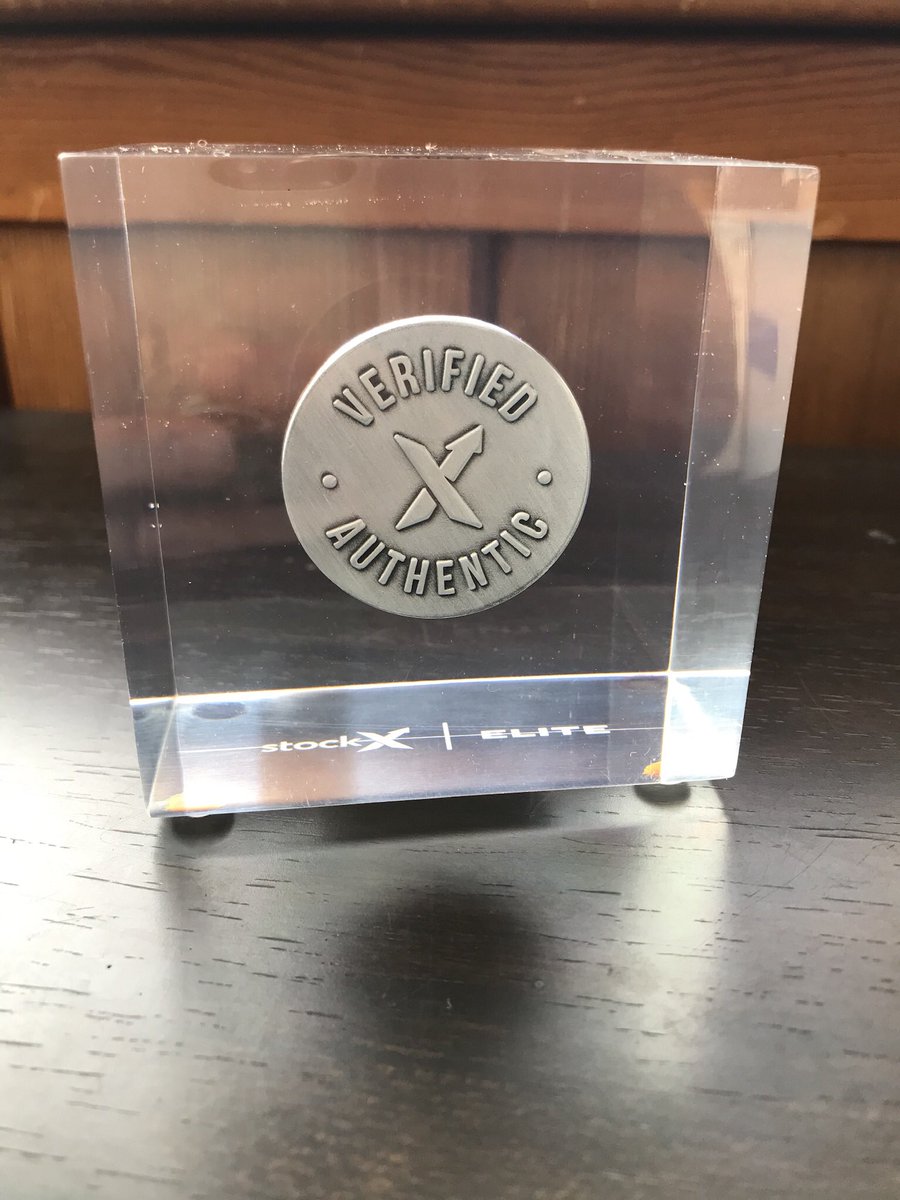 VERIFIED
AUTHENTIC
stockX | ELITE